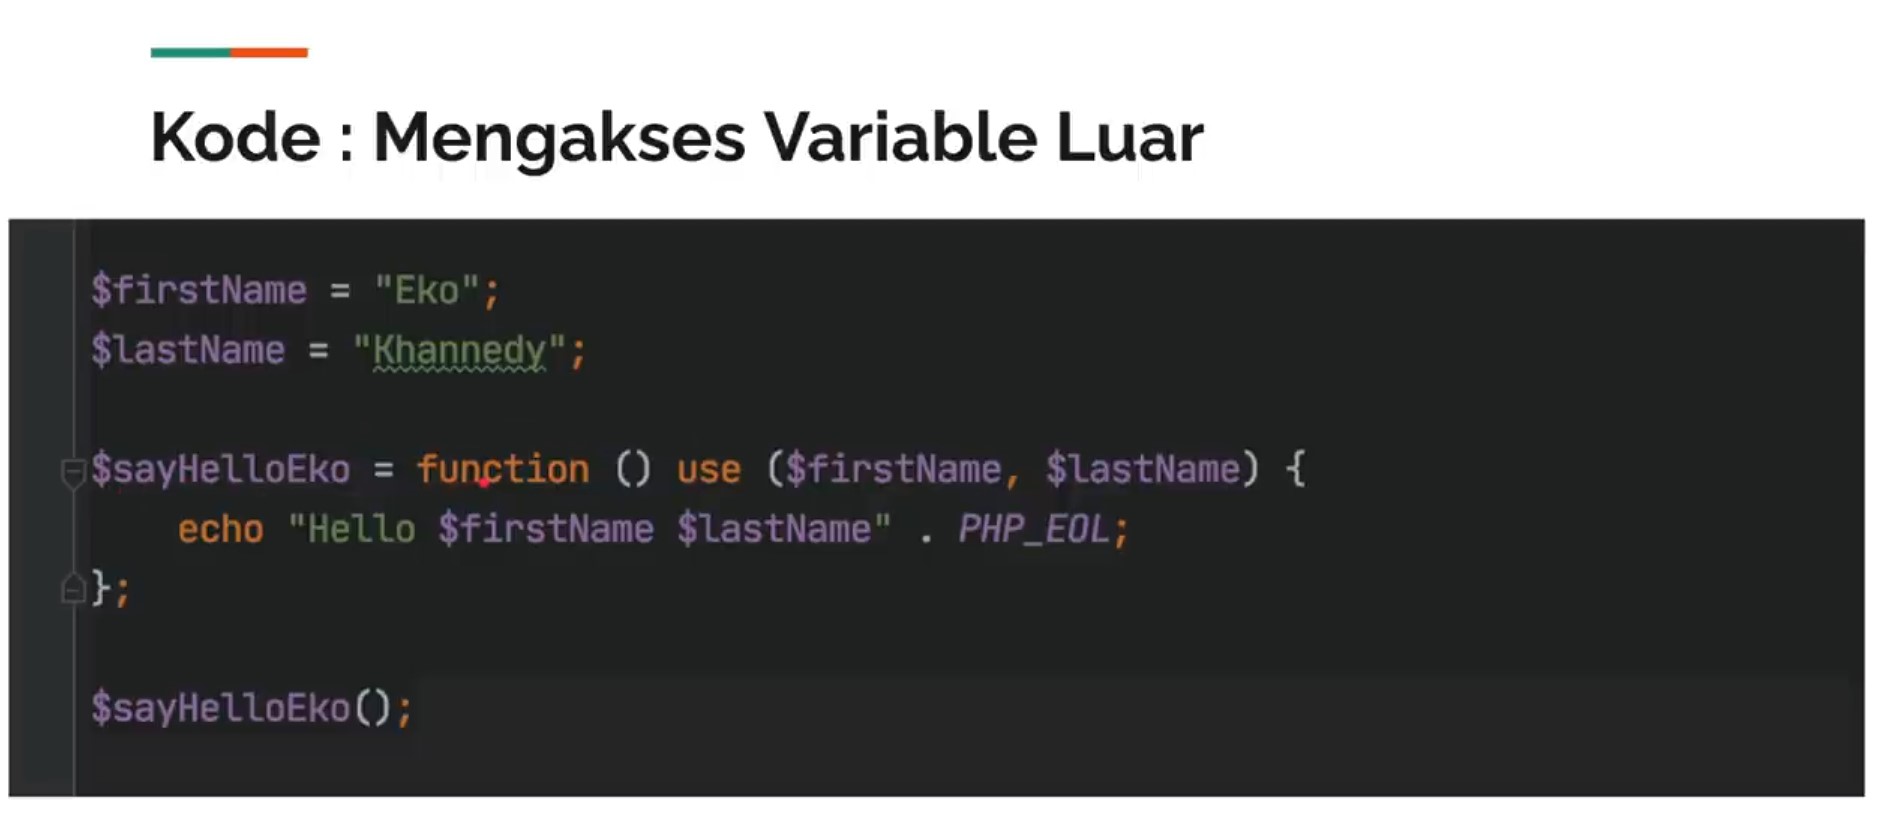 Kode : Mengakses Variable Luar
$firstName = "Eko";
$lastName = "Khannedy";
$sayHelloEko = function () use ($firstName, $lastName) {
echo "Hello $firstName $lastName" . PHP_EOL;
};
$sayHelloEko();